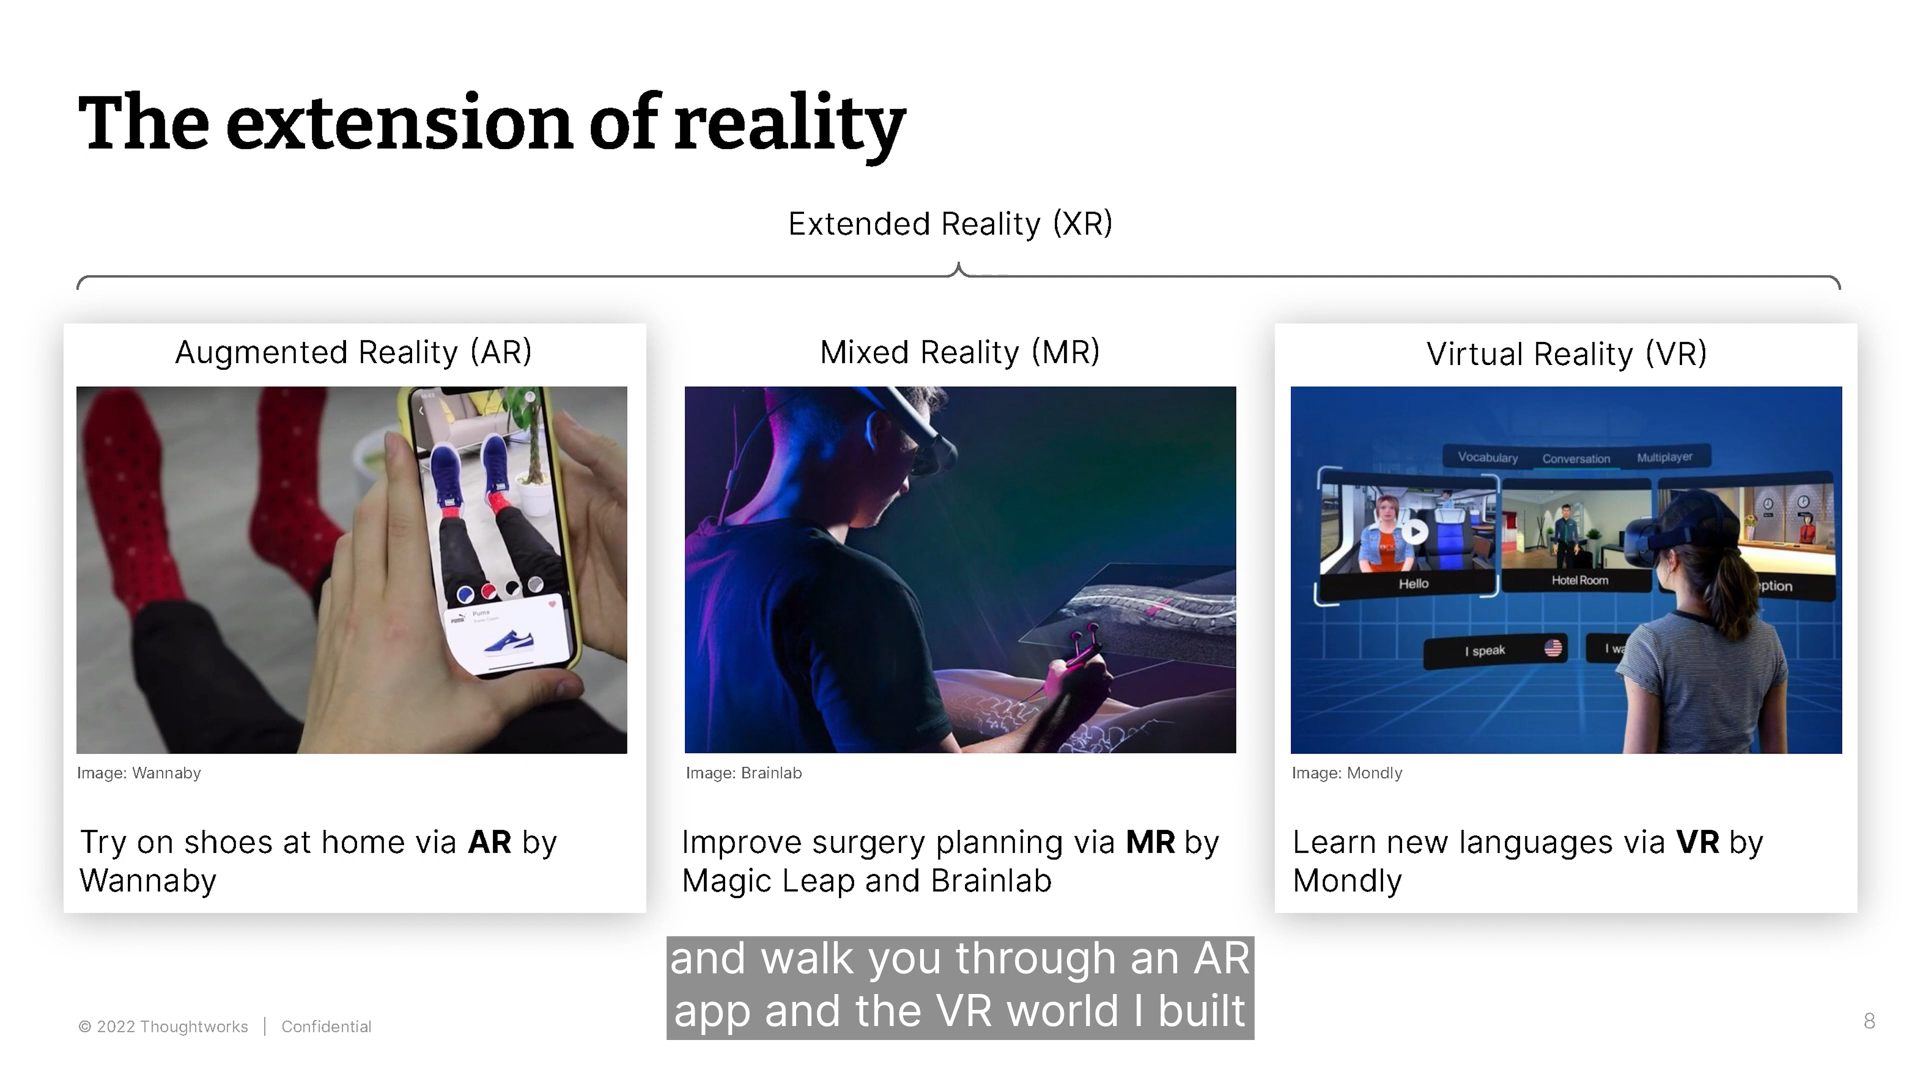 The extension of reality
Extended Reality (XR)
Augmented Reality (AR)
Mixed Reality (MR)
Virtual Reality (VR)
Puma
Vocabulary
Conversation
Multiplayer
Hello
Hotel Room
ption
I speak
I wa
Image: Wannaby
Image: Brainlab
Image: Mondly
Try on shoes at home via AR by
Wannaby
Improve surgery planning via MR by
Magic Leap and Brainlab
Learn new languages via VR by
Mondly
and walk you through an AR
app and the VR world I built
© 2022 Thoughtworks | Confidential
8